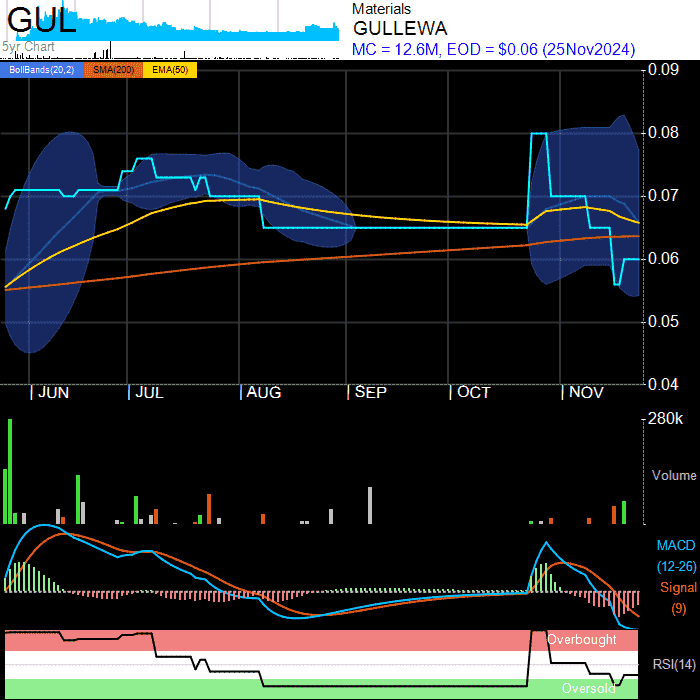 GUL
Materials
GULLEWA
5yr Chart
MC = 12.6M, EOD = $0.06 (25Nov2024)
BollBands(20,2) SMA(200) EMA(50)
0.09
0.08
0.07
0.06
0.05
0.04
JUN JUL AUG SEP OCT NOV
280k
Volume
MACD
(12-26)
Signal
(9)
Overbought
RSI(14)
Oversold